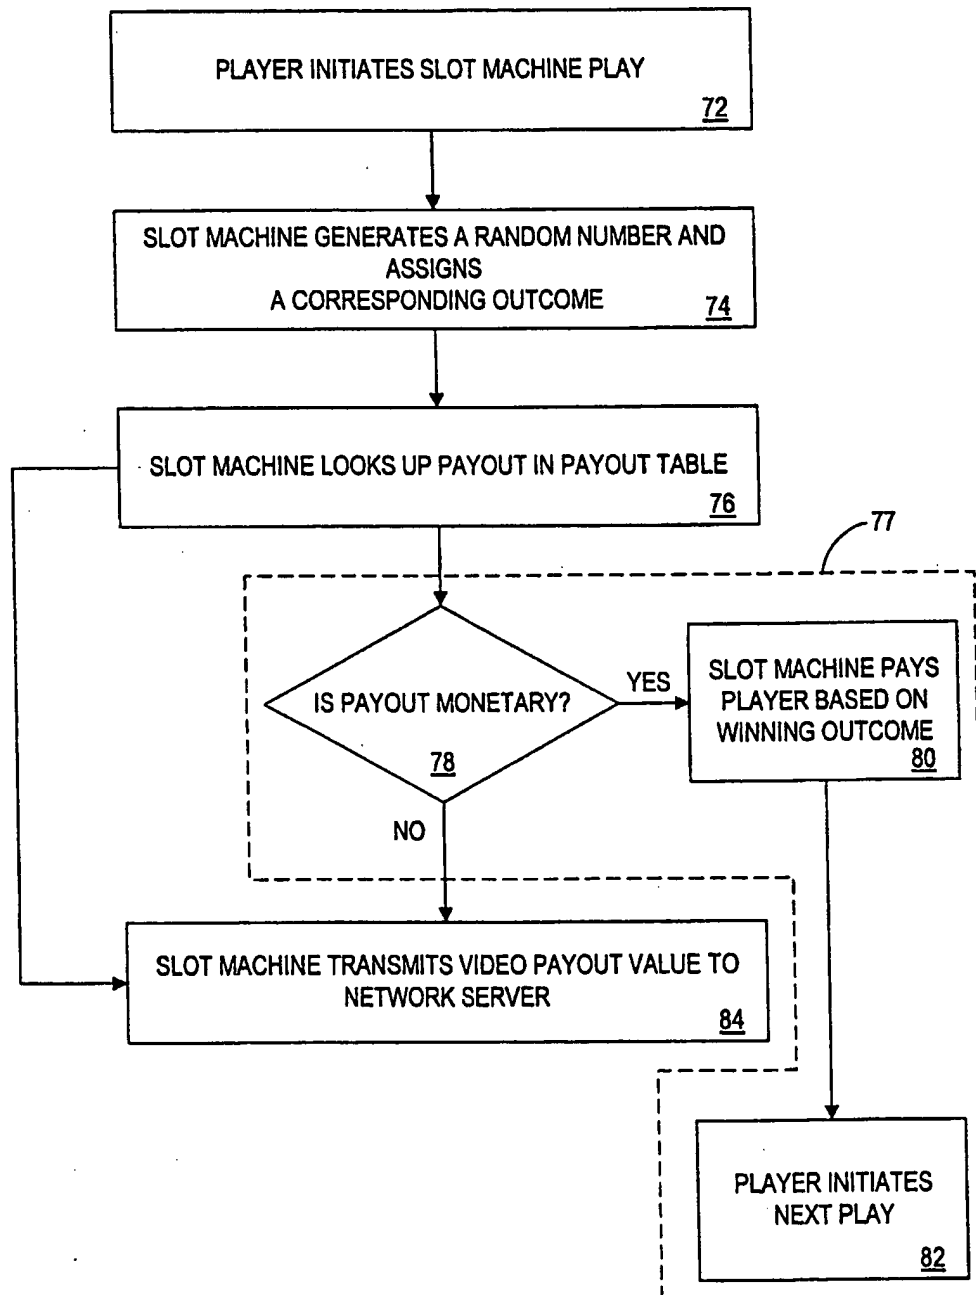 PLAYER INITIATES SLOT MACHINE PLAY
72
SLOT MACHINE GENERATES A RANDOM NUMBER AND
ASSIGNS
A CORRESPONDING OUTCOME
74
SLOT MACHINE LOOKS UP PAYOUT IN PAYOUT TABLE
76
77
IS PAYOUT MONETARY?
78
YES
SLOT MACHINE PAYS
PLAYER BASED ON
WINNING OUTCOME
80
NO
SLOT MACHINE TRANSMITS VIDEO PAYOUT VALUE TO
NETWORK SERVER
84
PLAYER INITIATES
NEXT PLAY
82